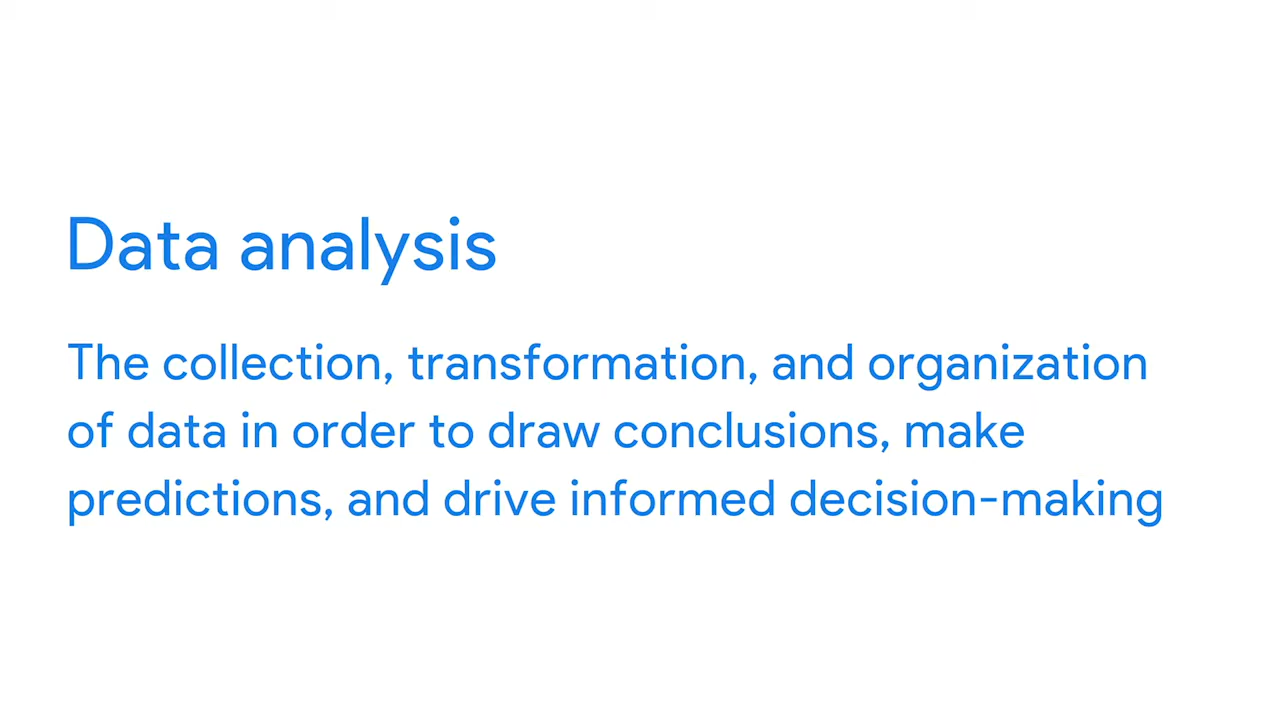 Data analysis
The collection, transformation, and organization
of data in order to draw conclusions, make
predictions, and drive informed decision-making